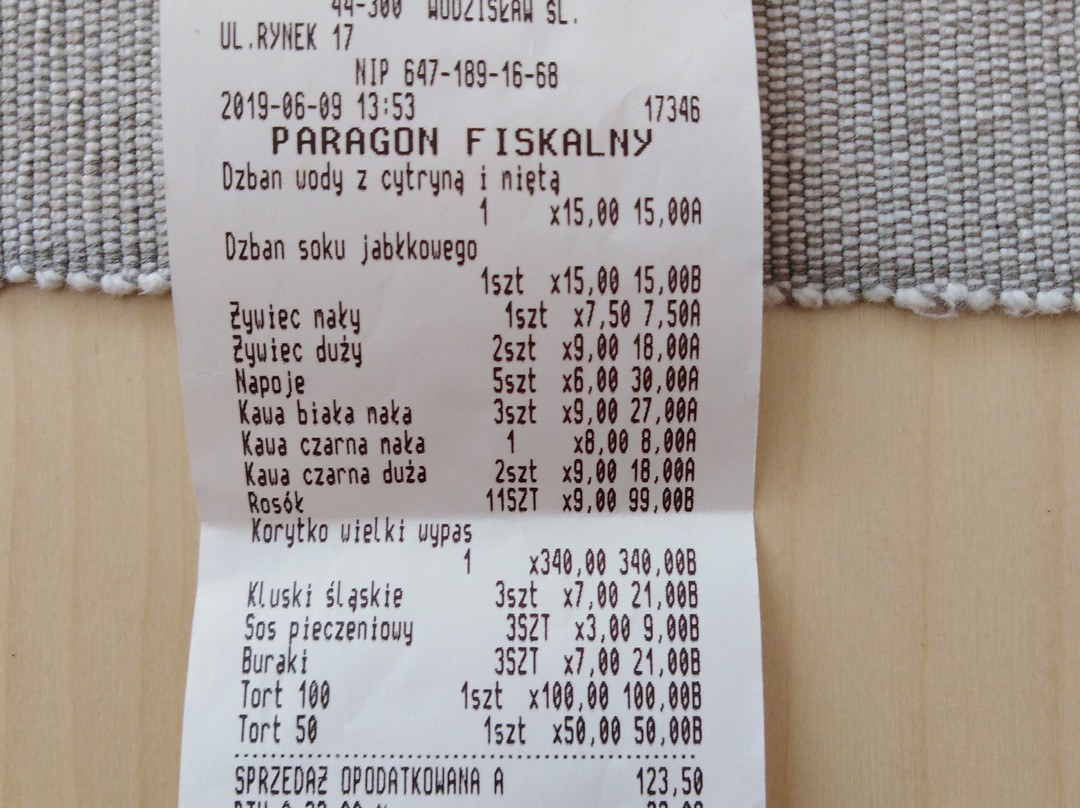 44-300 WODZISŁAW ŚL.
UL.RYNEK 17
NIP 647-189-16-68
2019-06-09 13:53 17346
PARAGON FISKALNY
Dzban wody z cytryną i miętą
1 x15,00 15,00A
Dzban soku jabłkowego
1szt x15,00 15,00B
Żywiec mały 1szt x7,50 7,50A
Żywiec duży 2szt x9,00 18,00A
Napoje 5szt x6,00 30,00A
Kawa biała mała 3szt x9,00 27,00A
Kawa czarna mała 1 x8,00 8,00A
Kawa czarna duża 2szt x9,00 18,00A
Rosół 11SZT x9,00 99,00B
Korytko wielki wypas
1 x340,00 340,00B
Kluski śląskie 3szt x7,00 21,00B
Sos pieczeniowy 3SZT x3,00 9,00B
Buraki 3SZT x7,00 21,00B
Tort 100 1szt x100,00 100,00B
Tort 50 1szt x50,00 50,00B
SPRZEDAŻ OPODATKOWANA A 123,50